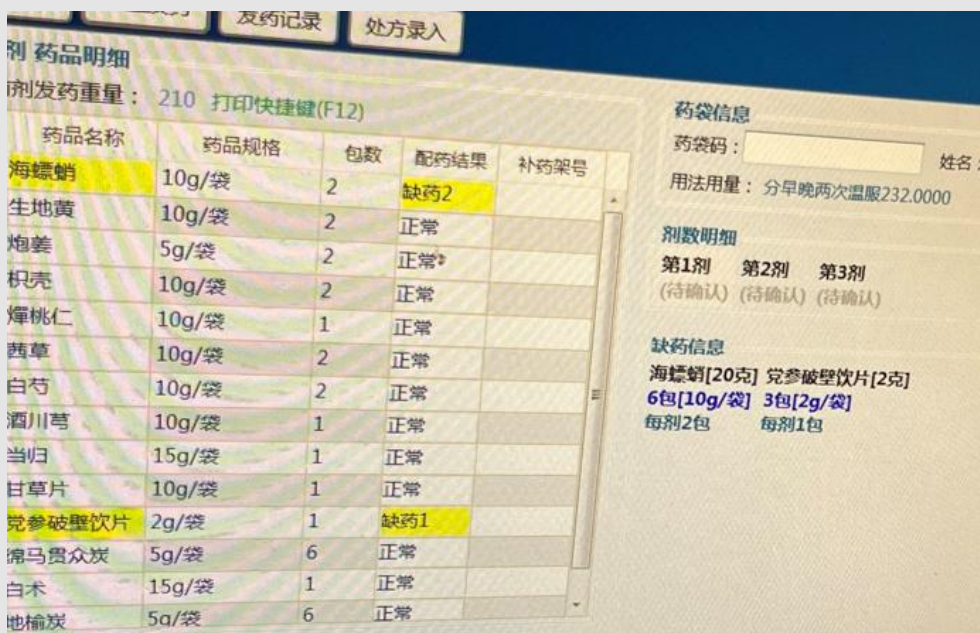 发药记录 处方录入
剂 药品明细
剂发药重量： 210 打印快捷键(F12)
药品名称 药品规格 包数 配药结果 补药架号
海螵蛸 10g/袋 2 缺药2
生地黄 10g/袋 2 正常
炮姜 5g/袋 2 正常
枳壳 10g/袋 2 正常
燀桃仁 10g/袋 1 正常
茜草 10g/袋 2 正常
白芍 10g/袋 2 正常
酒川芎 10g/袋 1 正常
当归 15g/袋 1 正常
甘草片 10g/袋 1 正常
党参破壁饮片 2g/袋 1 缺药1
绵马贯众炭 5g/袋 6 正常
白术 15g/袋 1 正常
地榆炭 5g/袋 6 正常
药袋信息
药袋码： 姓名：
用法用量： 分早晚两次温服232.0000
剂数明细
第1剂 第2剂 第3剂
(待确认) (待确认) (待确认)
缺药信息
海螵蛸[20克] 党参破壁饮片[2克]
6包[10g/袋] 3包[2g/袋]
每剂2包 每剂1包